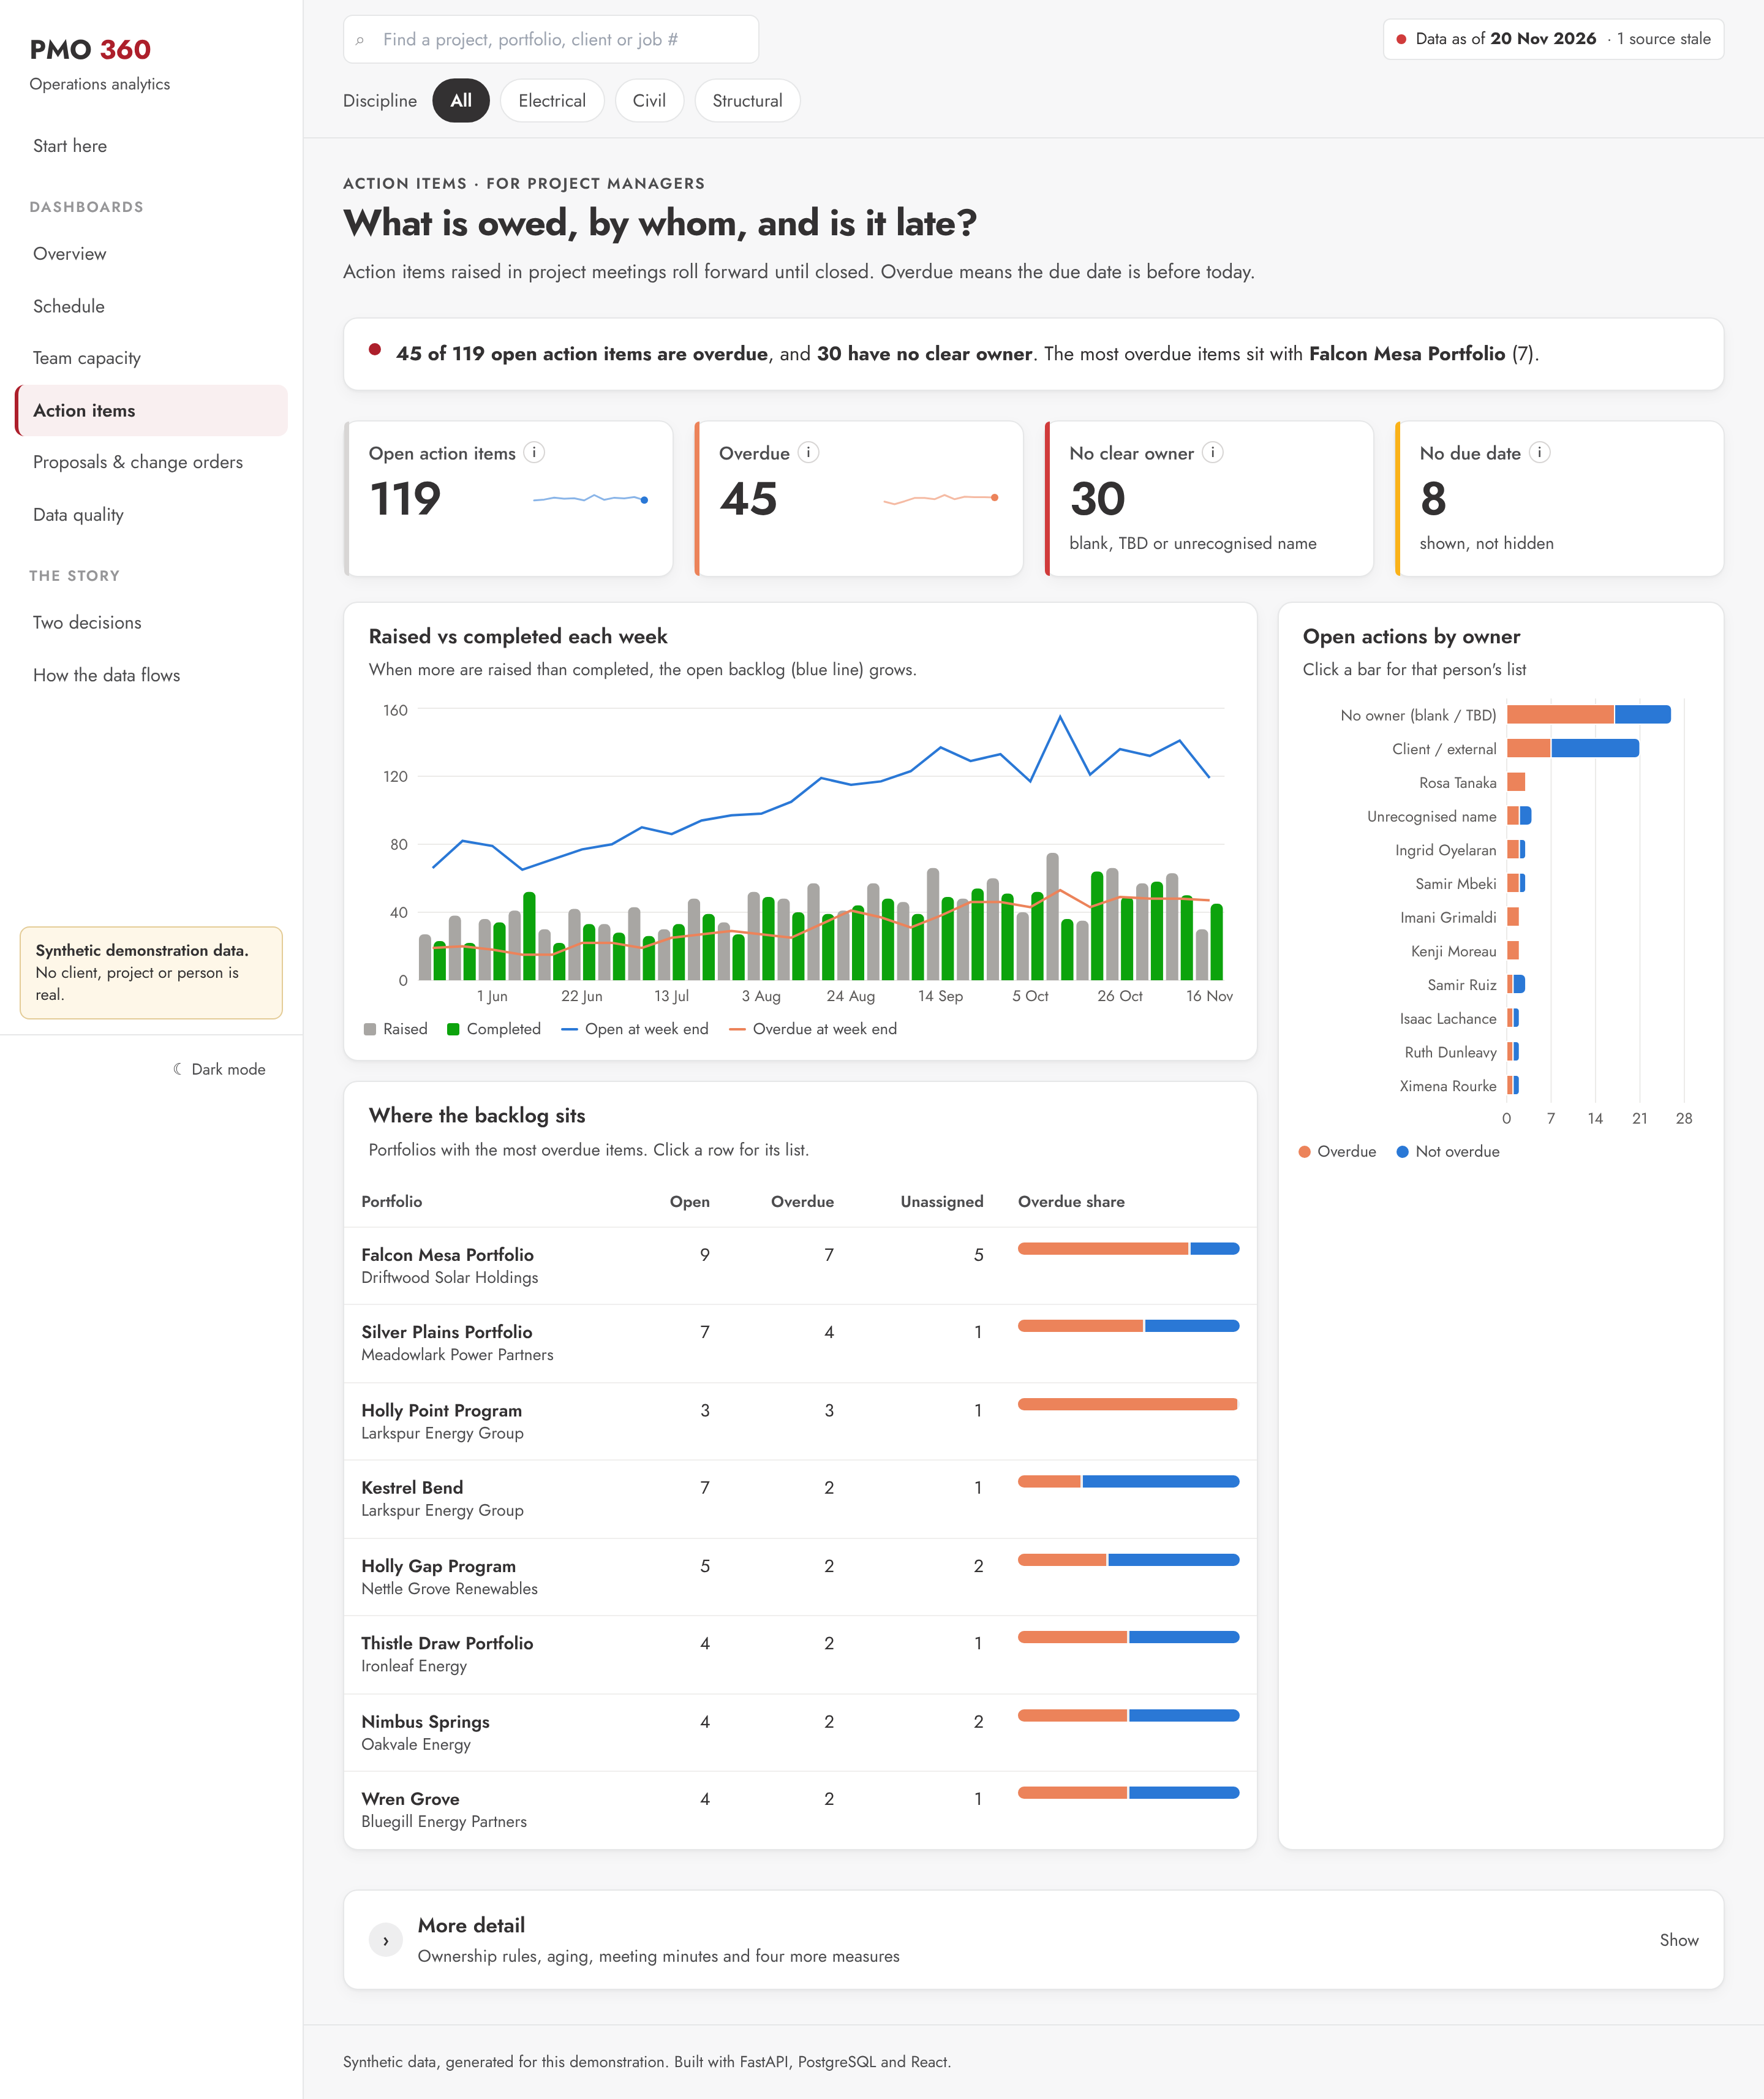 PMO 360
Operations analytics
Start here
DASHBOARDS
Overview
Schedule
Team capacity
Action items
Proposals & change orders
Data quality
THE STORY
Two decisions
How the data flows
Synthetic demonstration data.
No client, project or person is
real.
☾ Dark mode
Find a project, portfolio, client or job #
Data as of 20 Nov 2026 · 1 source stale
Discipline All Electrical Civil Structural
ACTION ITEMS · FOR PROJECT MANAGERS
What is owed, by whom, and is it late?
Action items raised in project meetings roll forward until closed. Overdue means the due date is before today.
45 of 119 open action items are overdue, and 30 have no clear owner. The most overdue items sit with Falcon Mesa Portfolio (7).
Open action items i
119
Overdue i
45
No clear owner i
30
blank, TBD or unrecognised name
No due date i
8
shown, not hidden
Raised vs completed each week
When more are raised than completed, the open backlog (blue line) grows.
160
120
80
40
0
1 Jun 22 Jun 13 Jul 3 Aug 24 Aug 14 Sep 5 Oct 26 Oct 16 Nov
Raised Completed Open at week end Overdue at week end
Open actions by owner
Click a bar for that person's list
No owner (blank / TBD)
Client / external
Rosa Tanaka
Unrecognised name
Ingrid Oyelaran
Samir Mbeki
Imani Grimaldi
Kenji Moreau
Samir Ruiz
Isaac Lachance
Ruth Dunleavy
Ximena Rourke
0 7 14 21 28
Overdue Not overdue
Where the backlog sits
Portfolios with the most overdue items. Click a row for its list.
Portfolio Open Overdue Unassigned Overdue share
Falcon Mesa Portfolio 9 7 5
Driftwood Solar Holdings
Silver Plains Portfolio 7 4 1
Meadowlark Power Partners
Holly Point Program 3 3 1
Larkspur Energy Group
Kestrel Bend 7 2 1
Larkspur Energy Group
Holly Gap Program 5 2 2
Nettle Grove Renewables
Thistle Draw Portfolio 4 2 1
Ironleaf Energy
Nimbus Springs 4 2 2
Oakvale Energy
Wren Grove 4 2 1
Bluegill Energy Partners
› More detail
Ownership rules, aging, meeting minutes and four more measures
Show
Synthetic data, generated for this demonstration. Built with FastAPI, PostgreSQL and React.